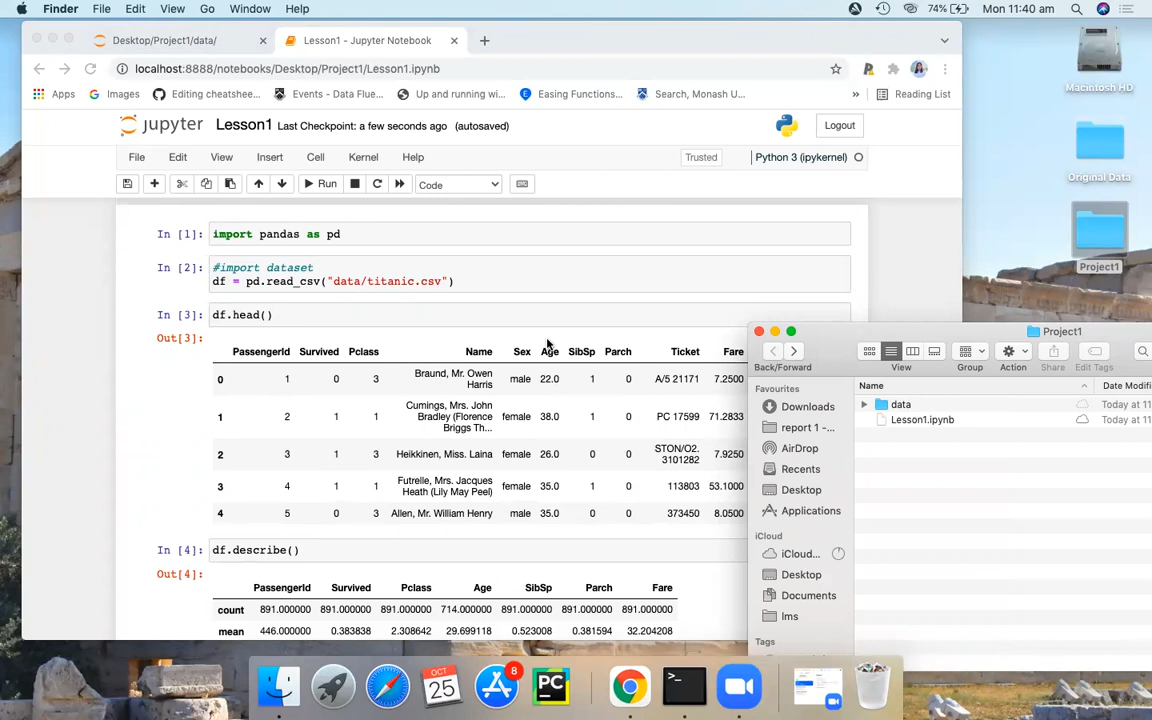 Finder File Edit View Go Window Help 74% Mon 11:40 am
Desktop/Project1/data/ Lesson1 - Jupyter Notebook
localhost:8888/notebooks/Desktop/Project1/Lesson1.ipynb
Apps Images Editing cheatshee... Events - Data Flue... Up and running wi... Easing Functions... Search, Monash U... » Reading List
Macintosh HD
jupyter Lesson1 Last Checkpoint: a few seconds ago (autosaved) Logout
File Edit View Insert Cell Kernel Help Trusted Python 3 (ipykernel)
Run Code
Original Data
In [1]: import pandas as pd
In [2]: #import dataset
df = pd.read_csv("data/titanic.csv")
Project1
In [3]: df.head()
Out[3]:
PassengerId Survived Pclass Name Sex Age SibSp Parch Ticket Fare
0 1 0 3 Braund, Mr. Owen Harris male 22.0 1 0 A/5 21171 7.2500
1 2 1 1 Cumings, Mrs. John Bradley (Florence Briggs Th... female 38.0 1 0 PC 17599 71.2833
2 3 1 3 Heikkinen, Miss. Laina female 26.0 0 0 STON/O2. 3101282 7.9250
3 4 1 1 Futrelle, Mrs. Jacques Heath (Lily May Peel) female 35.0 1 0 113803 53.1000
4 5 0 3 Allen, Mr. William Henry male 35.0 0 0 373450 8.0500
In [4]: df.describe()
Out[4]:
PassengerId Survived Pclass Age SibSp Parch Fare
count 891.000000 891.000000 891.000000 714.000000 891.000000 891.000000 891.000000
mean 446.000000 0.383838 2.308642 29.699118 0.523008 0.381594 32.204208
Project1
Back/Forward View Group Action Share Edit Tags
Favourites
Downloads
report 1 -...
AirDrop
Recents
Desktop
Applications
iCloud
iCloud...
Desktop
Documents
lms
Tags
Name Date Modifi
data Today at 11
Lesson1.ipynb Today at 11
OCT
25
8
PC
>_